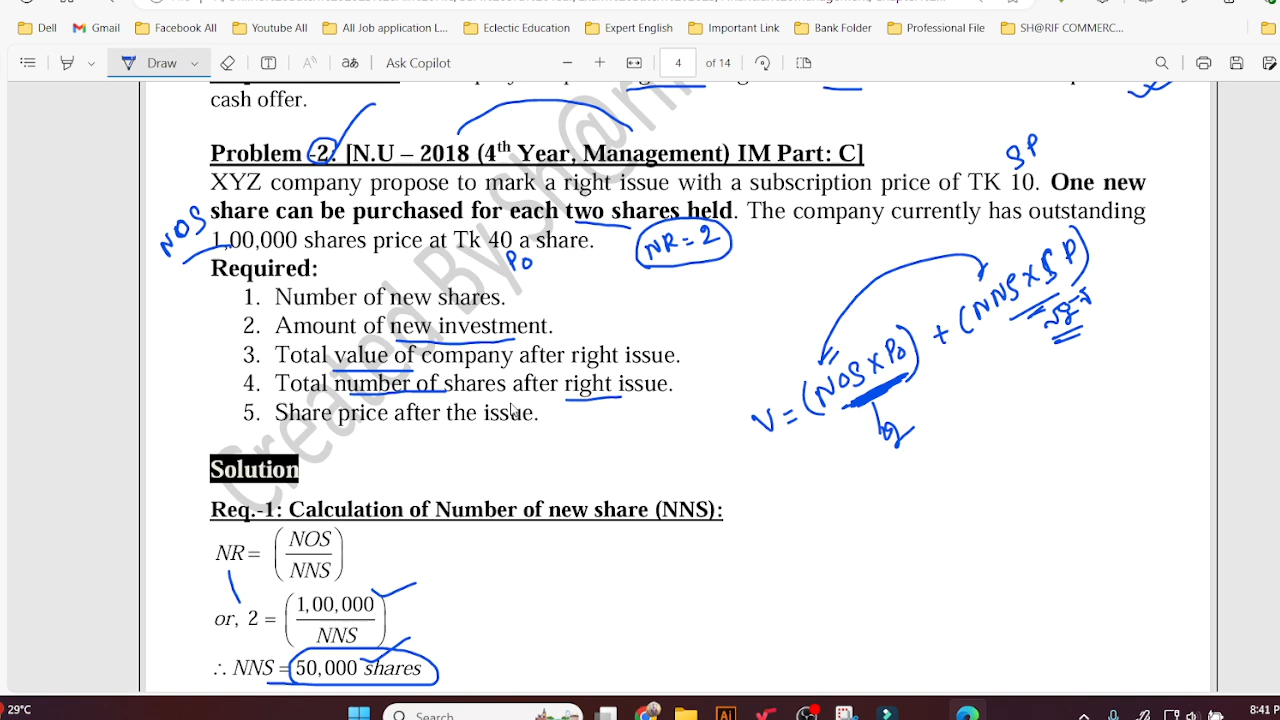 Dell Gmail Facebook All Youtube All All Job application L... Eclectic Education Expert English Important Link Bank Folder Professional File SH@RIF COMMERC...
Draw Ask Copilot 4 of 14
cash offer.
Problem -2: [N.U – 2018 (4th Year, Management) IM Part: C]
SP
XYZ company propose to mark a right issue with a subscription price of TK 10. One new
share can be purchased for each two shares held. The company currently has outstanding
NOS
1,00,000 shares price at Tk 40 a share.
NR = 2
P0
Required:
1. Number of new shares.
2. Amount of new investment.
3. Total value of company after right issue.
4. Total number of shares after right issue.
5. Share price after the issue.
V = (NOS × P0) + (NNS × SP)
Solution
Req.-1: Calculation of Number of new share (NNS):
NR = (NOS / NNS)
or, 2 = (1,00,000 / NNS)
∴ NNS = 50,000 shares
Created By Sh@rif
29°C Search 8:41 P